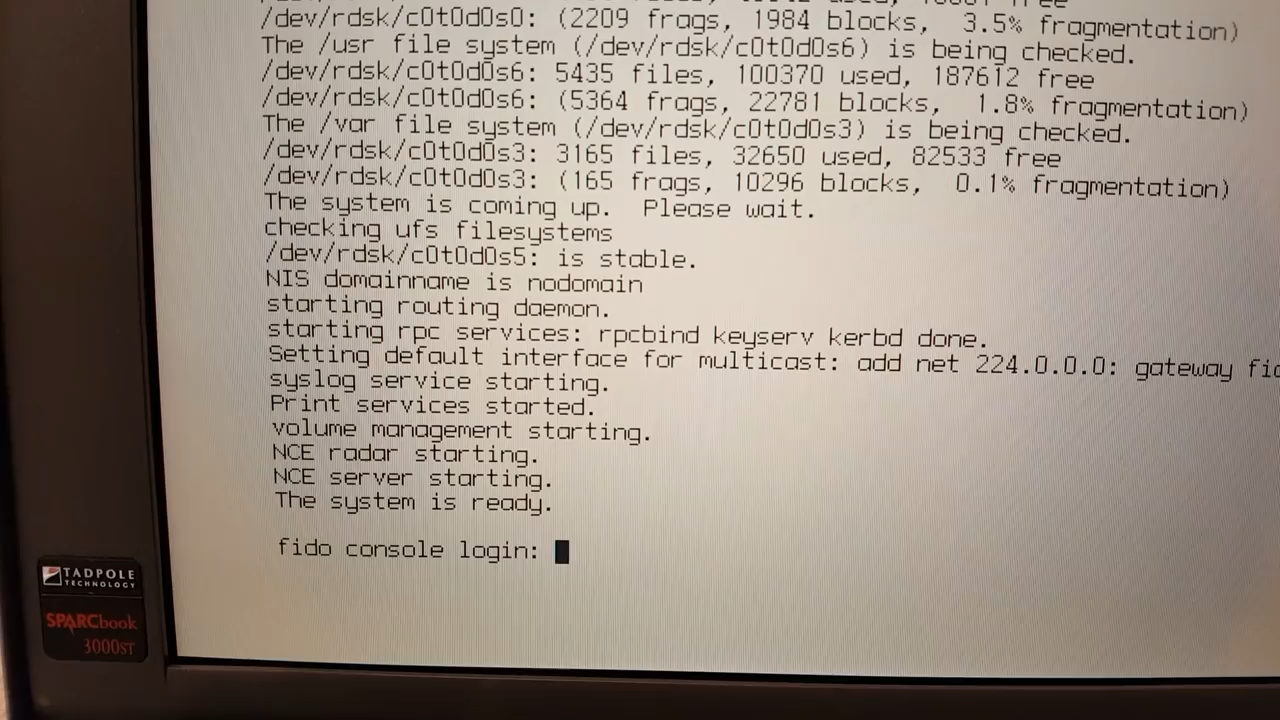 /dev/rdsk/c0t0d0s0: (2209 frags, 1984 blocks,  3.5% fragmentation)
The /usr file system (/dev/rdsk/c0t0d0s6) is being checked.
/dev/rdsk/c0t0d0s6: 5435 files, 100370 used, 187612 free
/dev/rdsk/c0t0d0s6: (5364 frags, 22781 blocks,  1.8% fragmentation)
The /var file system (/dev/rdsk/c0t0d0s3) is being checked.
/dev/rdsk/c0t0d0s3: 3165 files, 32650 used, 82533 free
/dev/rdsk/c0t0d0s3: (165 frags, 10296 blocks,  0.1% fragmentation)
The system is coming up.  Please wait.
checking ufs filesystems
/dev/rdsk/c0t0d0s5: is stable.
NIS domainname is nodomain
starting routing daemon.
starting rpc services: rpcbind keyserv kerbd done.
Setting default interface for multicast: add net 224.0.0.0: gateway
syslog service starting.
Print services started.
volume management starting.
NCE radar starting.
NCE server starting.
The system is ready.
fido console login:
TADPOLE
TECHNOLOGY
SPARCbook
3000ST